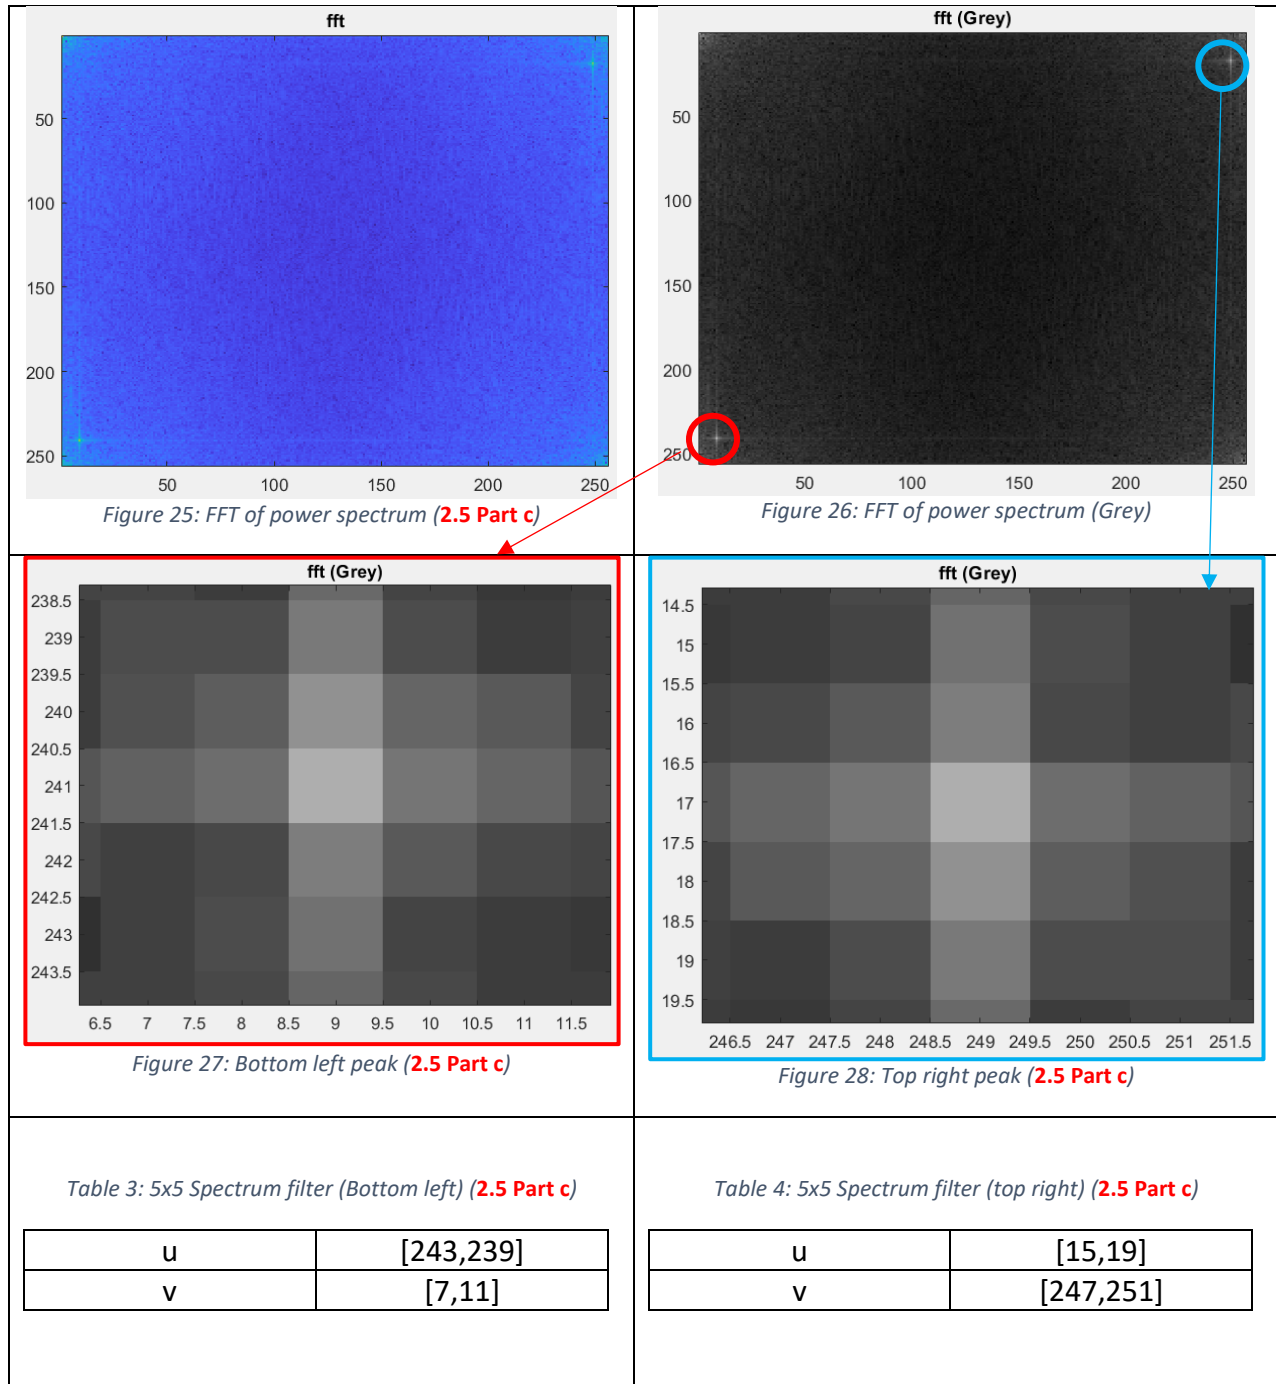 fft
50
100
150
200
250
50 100 150 200 250
Figure 25: FFT of power spectrum (2.5 Part c)
fft (Grey)
50
100
150
200
250
50 100 150 200 250
Figure 26: FFT of power spectrum (Grey)
fft (Grey)
238.5
239
239.5
240
240.5
241
241.5
242
242.5
243
243.5
6.5 7 7.5 8 8.5 9 9.5 10 10.5 11 11.5
Figure 27: Bottom left peak (2.5 Part c)
fft (Grey)
14.5
15
15.5
16
16.5
17
17.5
18
18.5
19
19.5
246.5 247 247.5 248 248.5 249 249.5 250 250.5 251 251.5
Figure 28: Top right peak (2.5 Part c)
Table 3: 5x5 Spectrum filter (Bottom left) (2.5 Part c)
u [243,239]
v [7,11]
Table 4: 5x5 Spectrum filter (top right) (2.5 Part c)
u [15,19]
v [247,251]